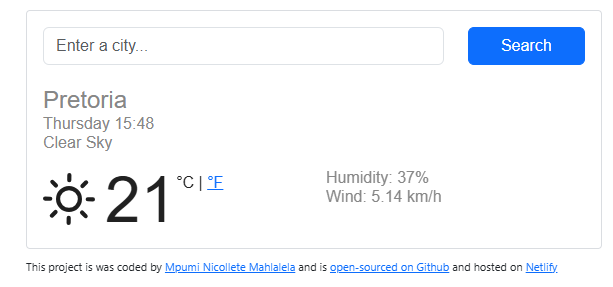 Enter a city...
Search
Pretoria
Thursday 15:48
Clear Sky
21 °C | °F
Humidity: 37%
Wind: 5.14 km/h
This project is was coded by Mpumi Nicollete Mahlalela and is open-sourced on Github and hosted on Netlify